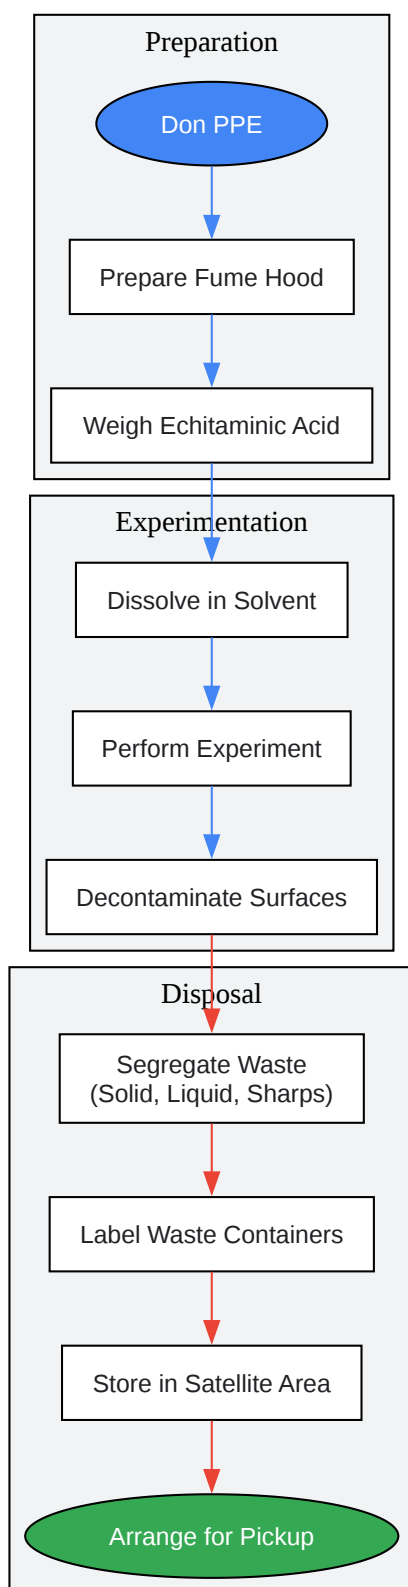 Preparation
Don PPE
Prepare Fume Hood
Weigh Echitaminic Acid
Experimentation
Dissolve in Solvent
Perform Experiment
Decontaminate Surfaces
Disposal
Segregate Waste
(Solid, Liquid, Sharps)
Label Waste Containers
Store in Satellite Area
Arrange for Pickup